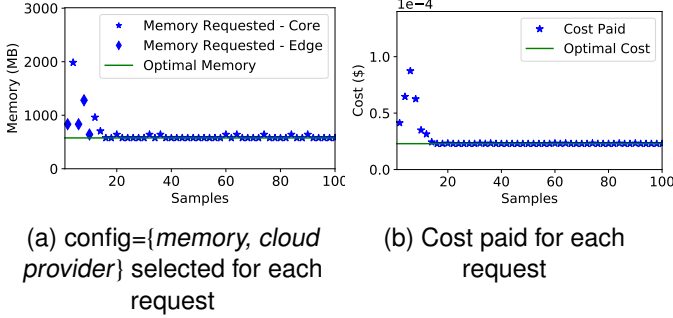 3000
2000
1000
0
Memory (MB)
Memory Requested - Core
Memory Requested - Edge
Optimal Memory
20
40
60
80
100
Samples
1e−4
1.0
0.5
0.0
Cost ($)
Cost Paid
Optimal Cost
20
40
60
80
100
Samples
(a) config={memory, cloud
provider} selected for each
request
(b) Cost paid for each
request